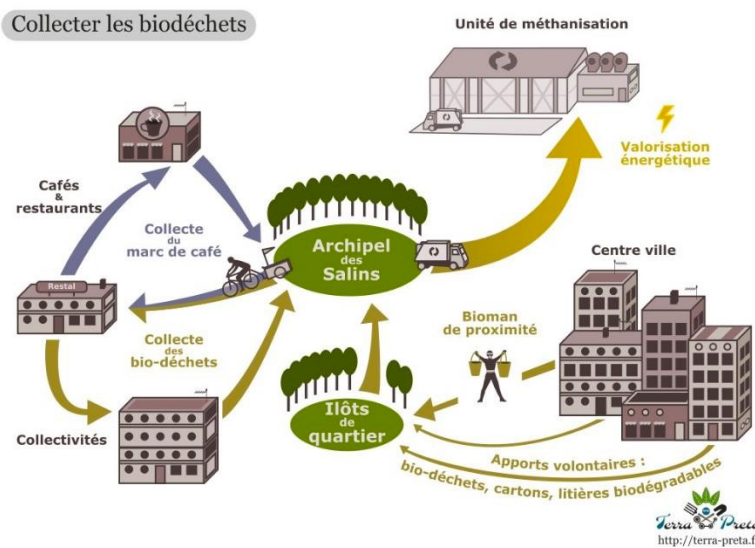 Collecter les biodéchets
Unité de méthanisation
Valorisation
énergétique
Cafés
&
restaurants
Collecte
du
marc de café
Archipel
des
Salins
Centre ville
Restal
Bioman
de proximité
Collecte
des
bio-déchets
Collectivités
Ilôts
de
quartier
Apports volontaires :
bio-déchets, cartons, litières biodégradables
Terra Preta
http://terra-preta.f